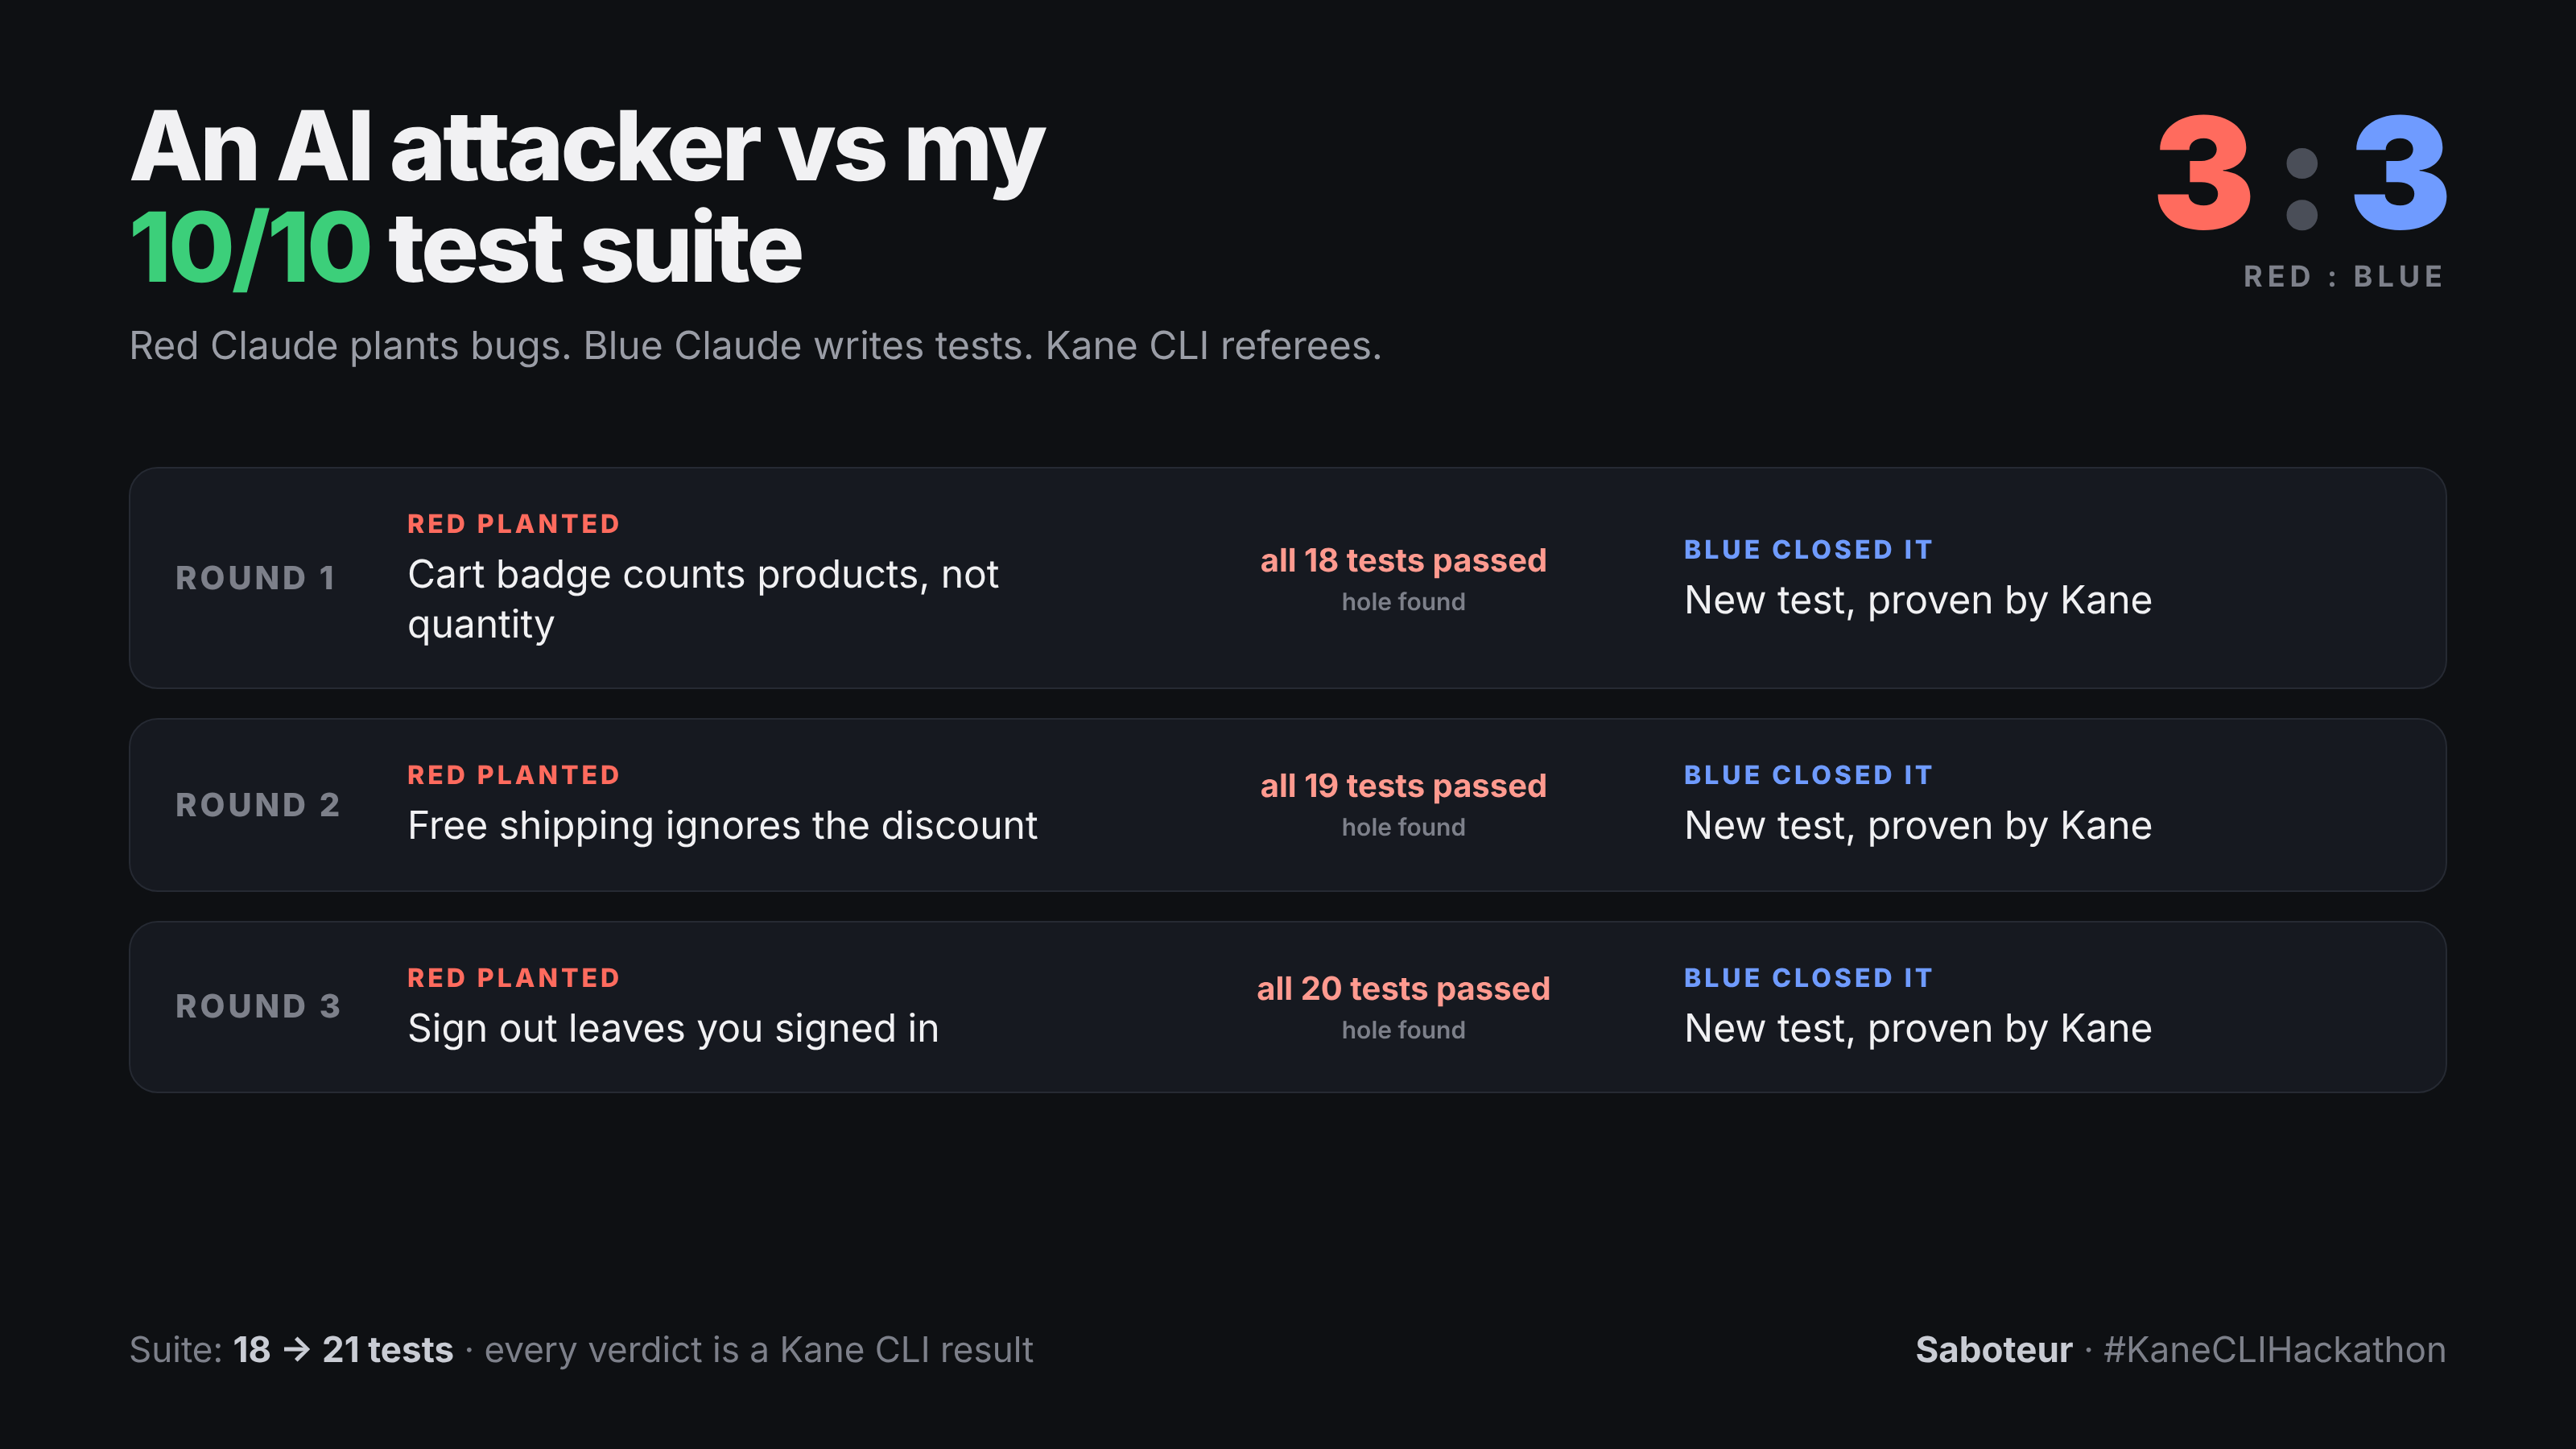 An AI attacker vs my
10/10 test suite
3 : 3
RED : BLUE
Red Claude plants bugs. Blue Claude writes tests. Kane CLI referees.
ROUND 1
RED PLANTED
Cart badge counts products, not
quantity
all 18 tests passed
hole found
BLUE CLOSED IT
New test, proven by Kane
ROUND 2
RED PLANTED
Free shipping ignores the discount
all 19 tests passed
hole found
BLUE CLOSED IT
New test, proven by Kane
ROUND 3
RED PLANTED
Sign out leaves you signed in
all 20 tests passed
hole found
BLUE CLOSED IT
New test, proven by Kane
Suite: 18 → 21 tests · every verdict is a Kane CLI result
Saboteur · #KaneCLIHackathon